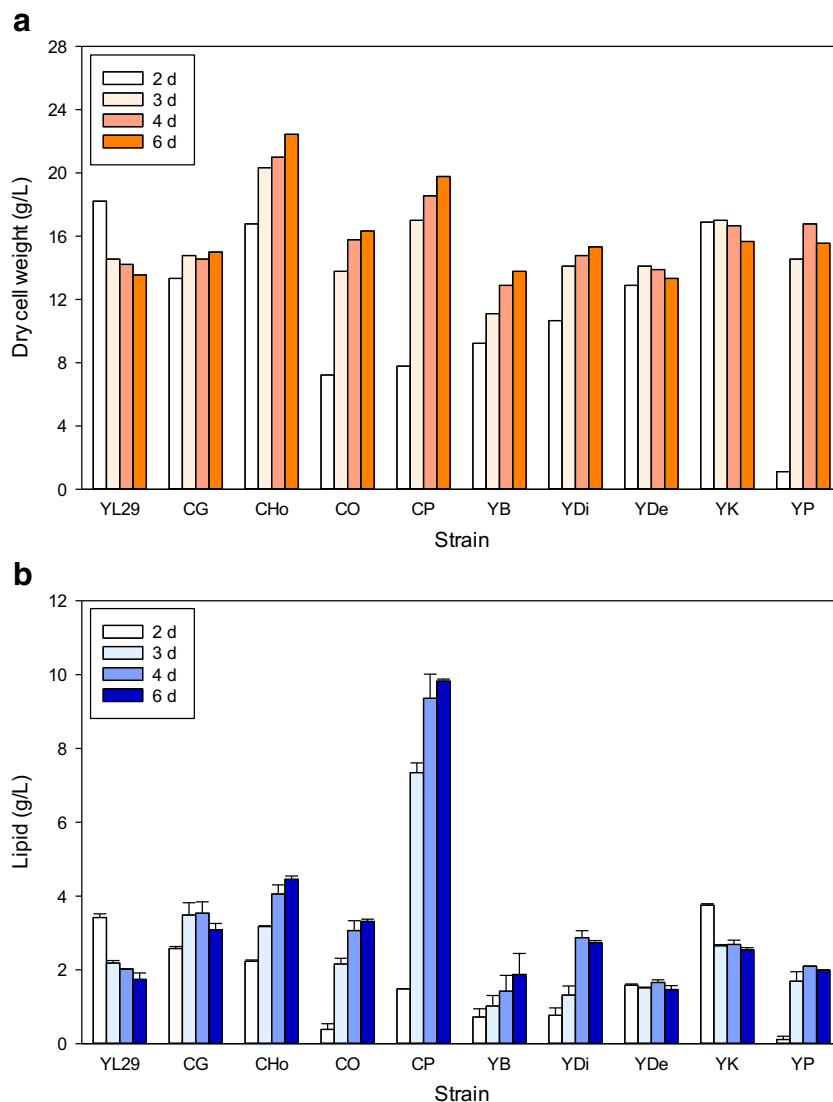 a
28
24
20
16
12
8
4
0
Dry cell weight (g/L)
2 d
3 d
4 d
6 d
YL29 CG CHo CO CP YB YDi YDe YK YP
Strain
b
12
10
8
6
4
2
0
Lipid (g/L)
2 d
3 d
4 d
6 d
YL29 CG CHo CO CP YB YDi YDe YK YP
Strain